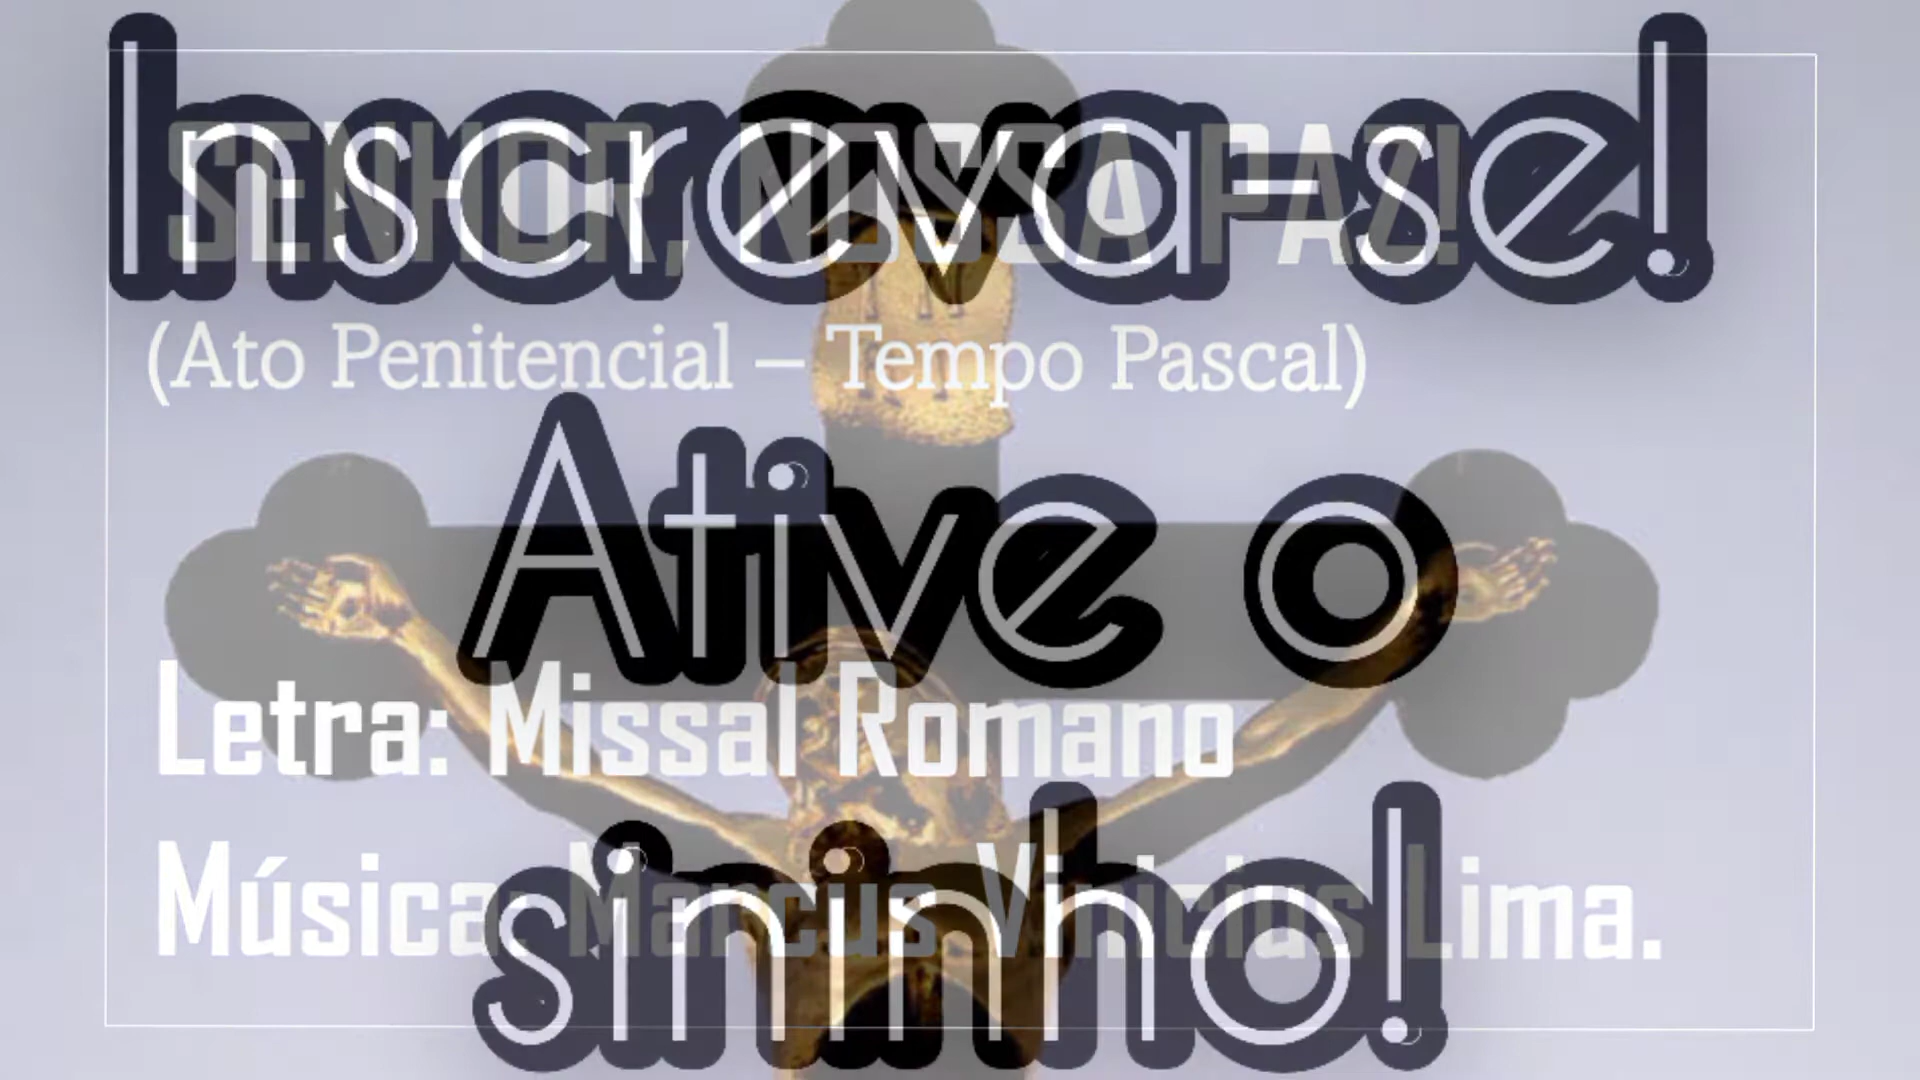 Inscreva-se!
SENHOR, NOSSA PAZ!
(Ato Penitencial – Tempo Pascal)
Ative o
Letra: Missal Romano
Música: Marcus Vinicius Lima.
sininho!